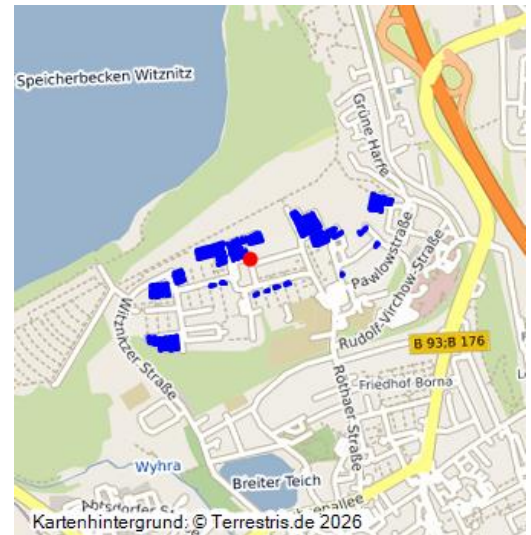 Speicherbecken Witznitz
Grüne Harfe
Pawlowstraße
Rudolf-Virchow-Straße
Witznitzer Straße
B 93;B 176
Röthaer Straße
Friedhof Borna
Wyhra
Breiter Teich
Kartenhintergrund: © Terrestris.de 2026